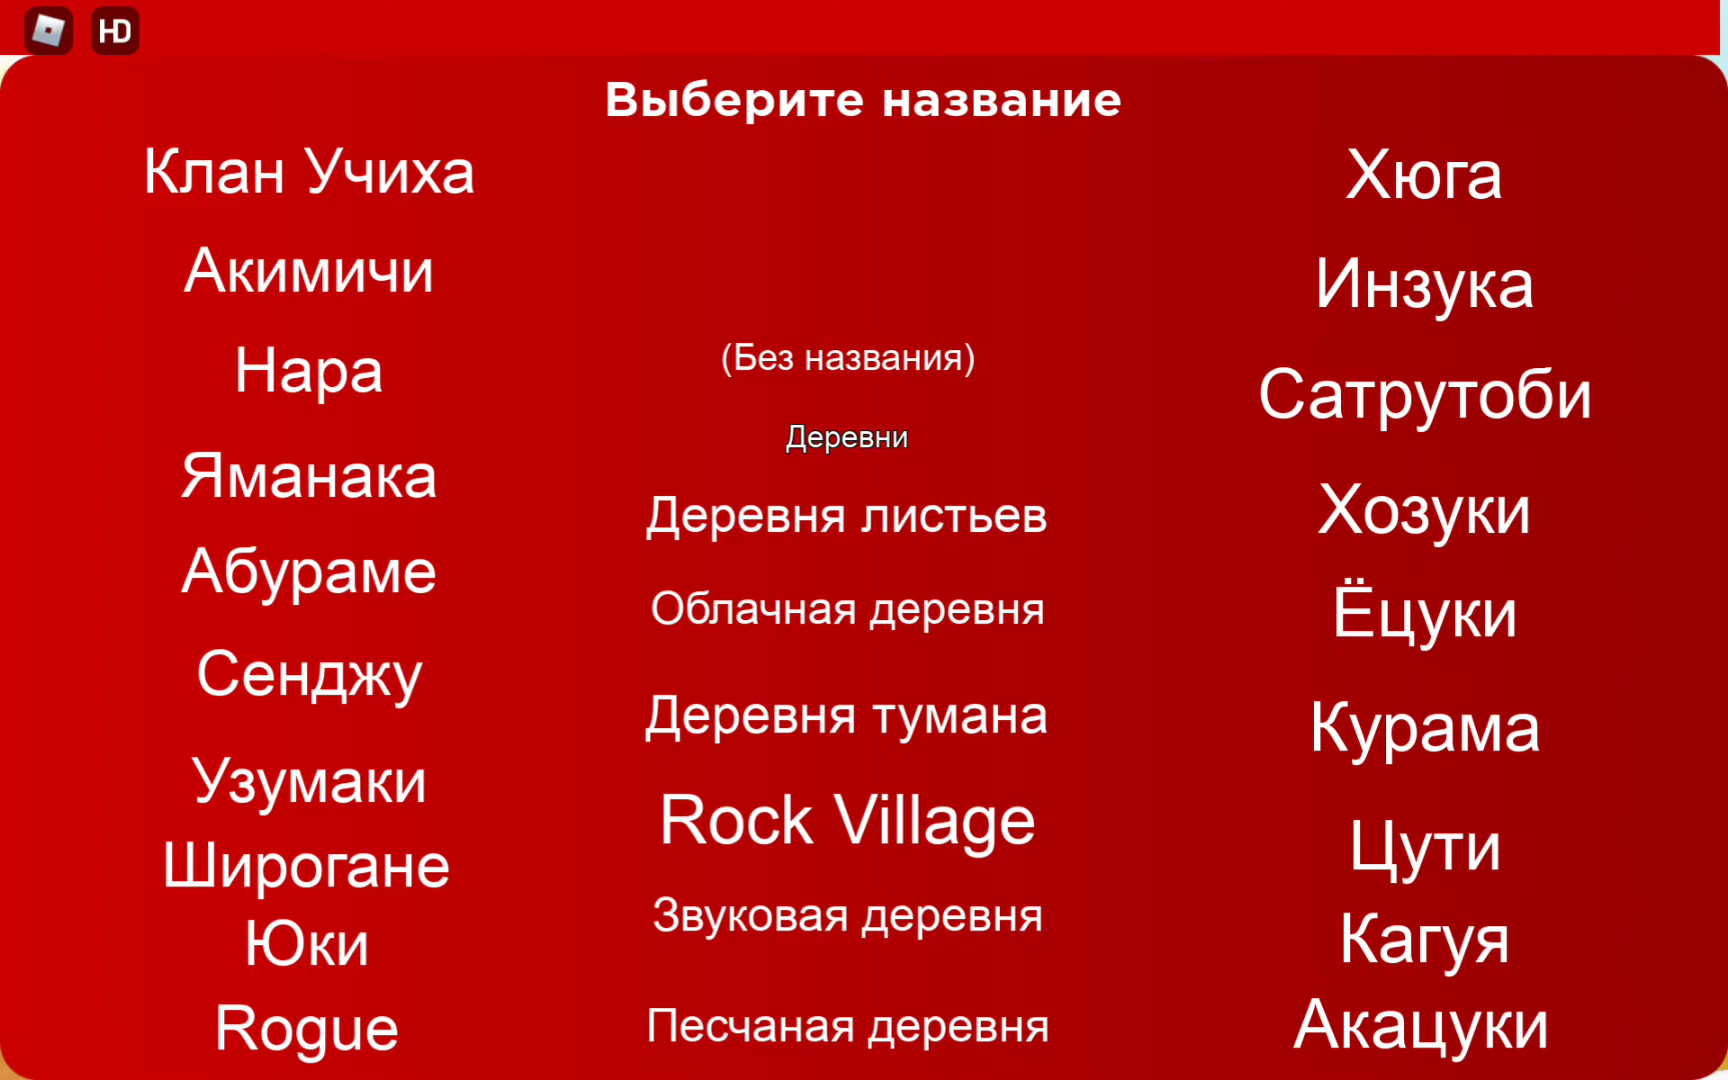 HD
Выберите название
Клан Учиха
Акимичи
Нара
Яманака
Абураме
Сенджу
Узумаки
Широгане
Юки
Rogue
(Без названия)
Деревни
Деревня листьев
Облачная деревня
Деревня тумана
Rock Village
Звуковая деревня
Песчаная деревня
Хюга
Инзука
Сатрутоби
Хозуки
Ёцуки
Курама
Цути
Кагуя
Акацуки